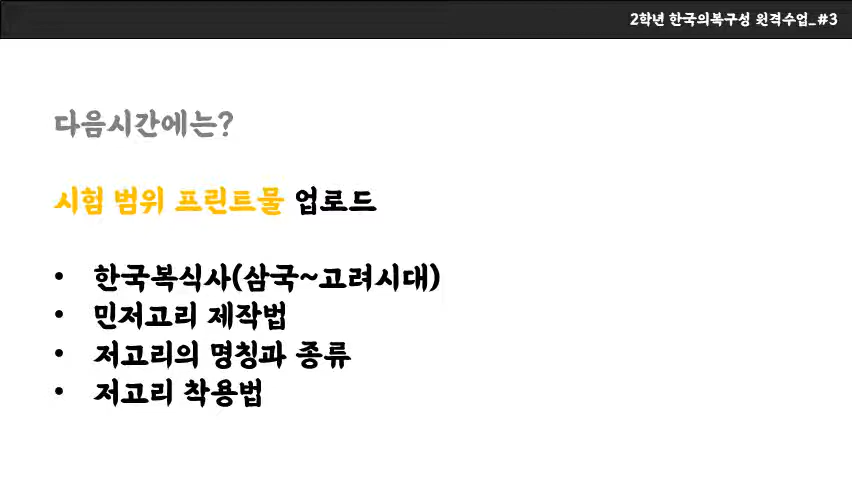 2학년 한국의복구성 원격수업_#3
다음시간에는?
시험 범위 프린트물 업로드
• 한국복식사(삼국~고려시대)
• 민저고리 제작법
• 저고리의 명칭과 종류
• 저고리 착용법